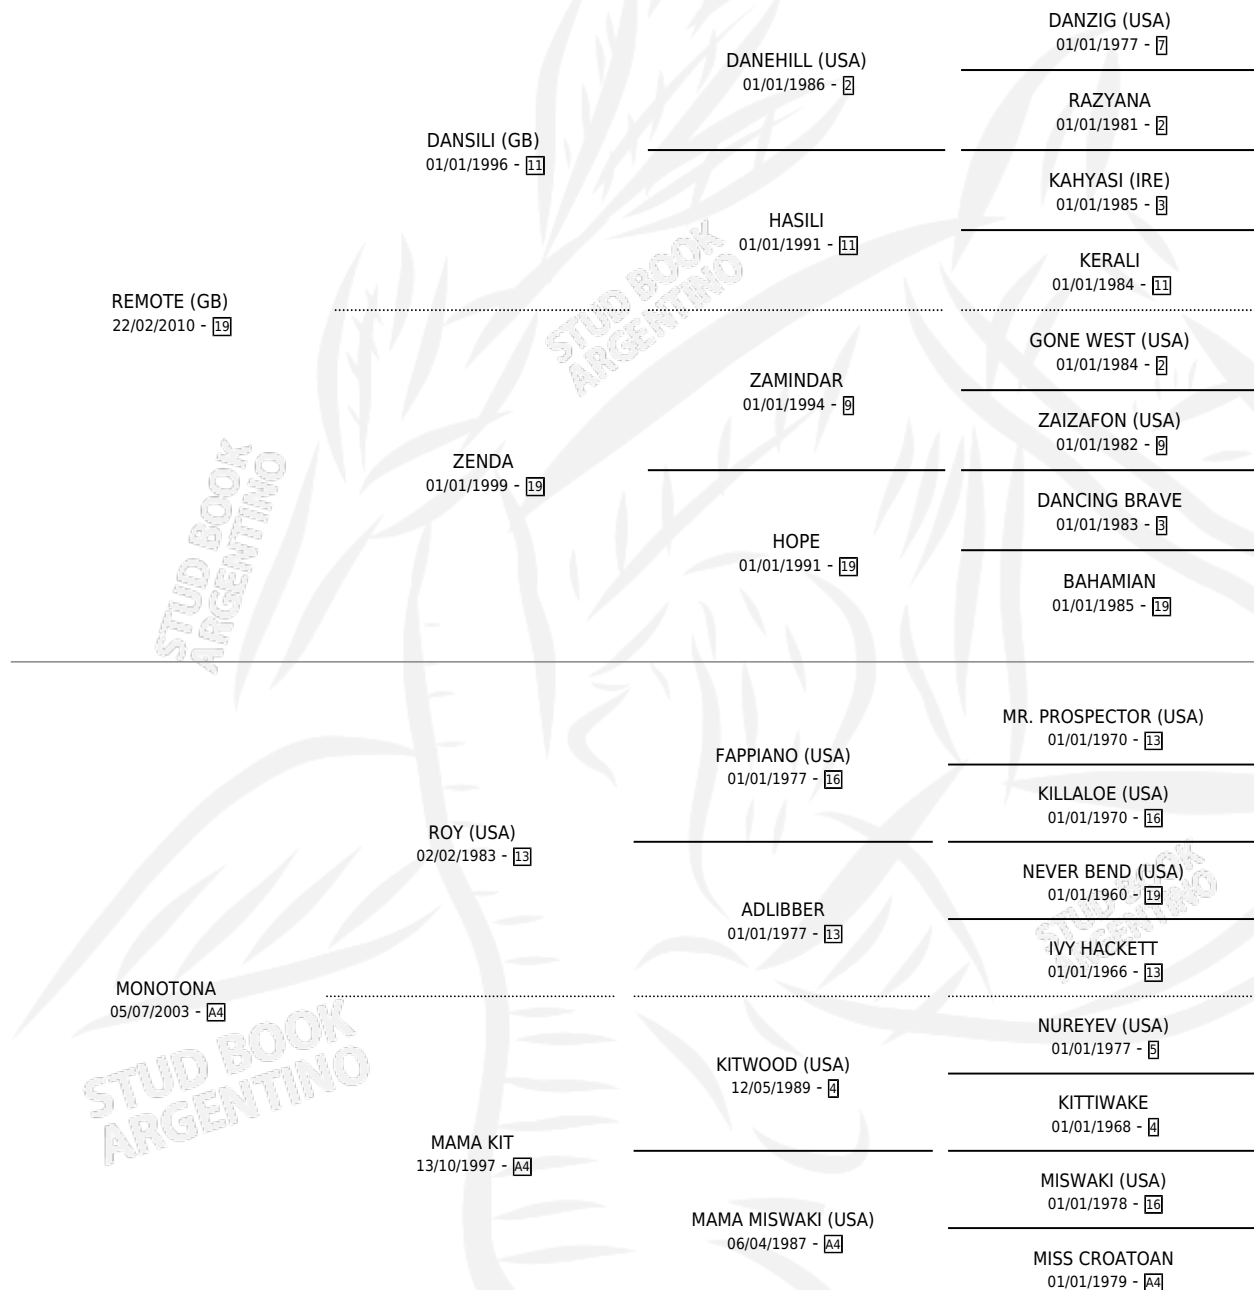 DANZIG (USA)
01/01/1977 - 7
DANEHILL (USA)
01/01/1986 - 2
RAZYANA
01/01/1981 - 2
DANSILI (GB)
01/01/1996 - 11
KAHYASI (IRE)
01/01/1985 - 3
HASILI
01/01/1991 - 11
KERALI
01/01/1984 - 11
REMOTE (GB)
22/02/2010 - 19
GONE WEST (USA)
01/01/1984 - 2
ZAMINDAR
01/01/1994 - 9
ZAIZAFON (USA)
01/01/1982 - 9
ZENDA
01/01/1999 - 19
DANCING BRAVE
01/01/1983 - 3
HOPE
01/01/1991 - 19
BAHAMIAN
01/01/1985 - 19
STUD BOOK
ARGENTINO
STUD BOOK
ARGENTINO
MR. PROSPECTOR (USA)
01/01/1970 - 13
FAPPIANO (USA)
01/01/1977 - 16
KILLALOE (USA)
01/01/1970 - 16
ROY (USA)
02/02/1983 - 13
NEVER BEND (USA)
01/01/1960 - 19
ADLIBBER
01/01/1977 - 13
IVY HACKETT
01/01/1966 - 13
MONOTONA
05/07/2003 - A4
NUREYEV (USA)
01/01/1977 - 5
KITWOOD (USA)
12/05/1989 - 4
KITTIWAKE
01/01/1968 - 4
MAMA KIT
13/10/1997 - A4
MISWAKI (USA)
01/01/1978 - 16
MAMA MISWAKI (USA)
06/04/1987 - A4
MISS CROATOAN
01/01/1979 - A4
STUD BOOK
ARGENTINO
STUD BOOK
ARGENTINO